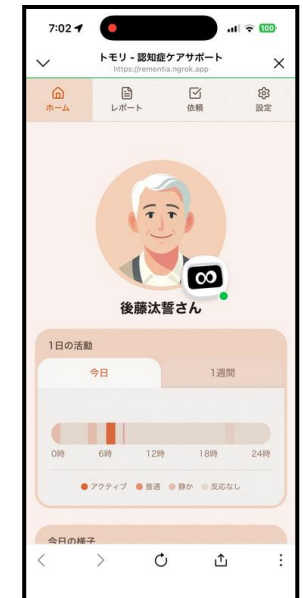 7:02
100
トモリ - 認知症ケアサポート
https://rementia.ngrok.app
ホーム
レポート
依頼
設定
後藤汰誓さん
1日の活動
今日
1週間
0時 6時 12時 18時 24時
アクティブ 普通 静か 反応なし
今日の様子